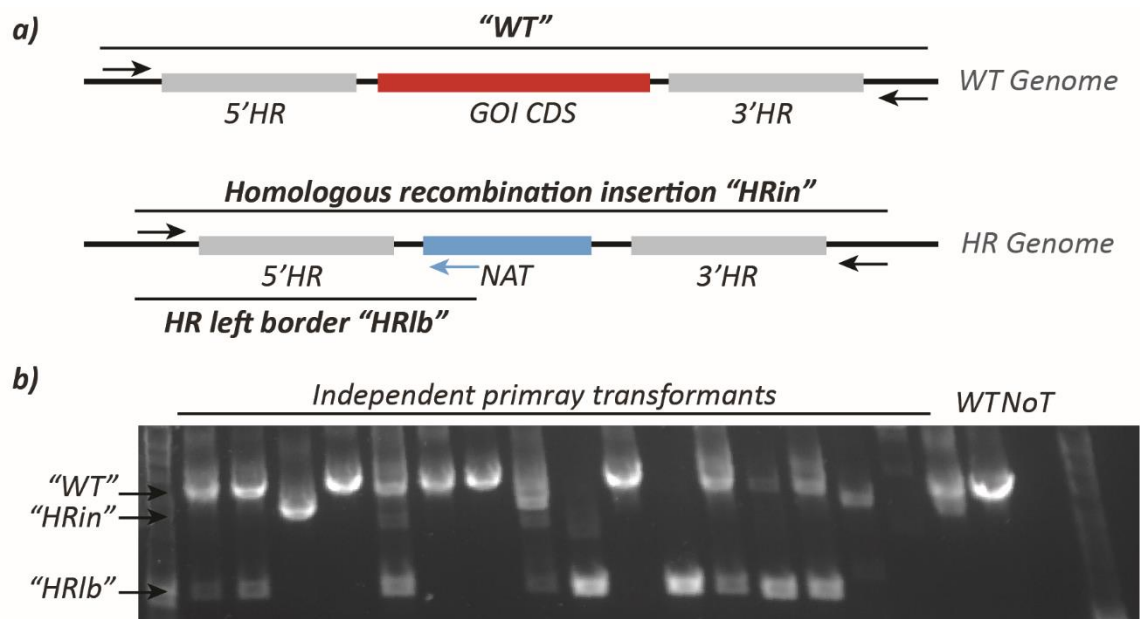 a)
“WT”
WT Genome
5’HR
GOI CDS
3’HR
Homologous recombination insertion “HRin”
HR Genome
5’HR
NAT
3’HR
HR left border “HRlb”
b)
Independent primray transformants
WT NoT
“WT”
“HRin”
“HRlb”